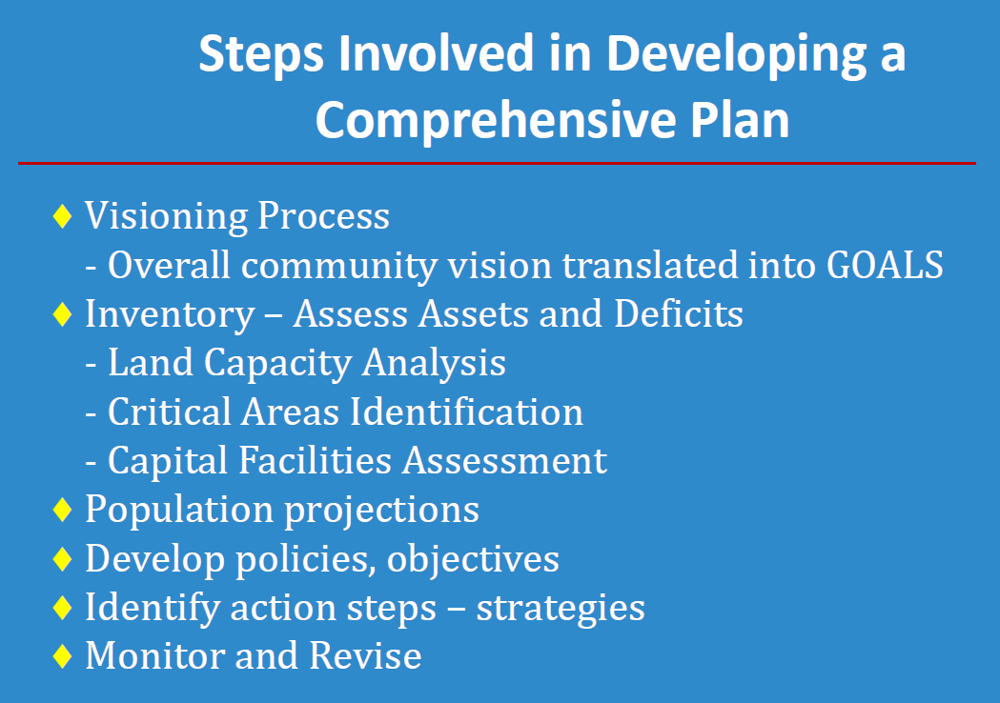 Steps Involved in Developing a
Comprehensive Plan
♦ Visioning Process
- Overall community vision translated into GOALS
♦ Inventory – Assess Assets and Deficits
- Land Capacity Analysis
- Critical Areas Identification
- Capital Facilities Assessment
♦ Population projections
♦ Develop policies, objectives
♦ Identify action steps – strategies
♦ Monitor and Revise